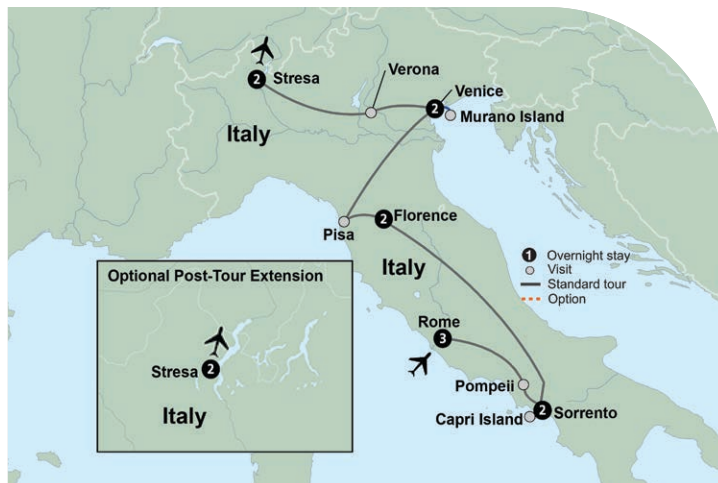 2
Stresa
Verona
2
Venice
Murano Island
Italy
Pisa
2
Florence
Italy
1
Overnight stay
Visit
Standard tour
Option
Optional Post-Tour Extension
Stresa
2
Italy
Rome
3
Pompeii
2
Sorrento
Capri Island